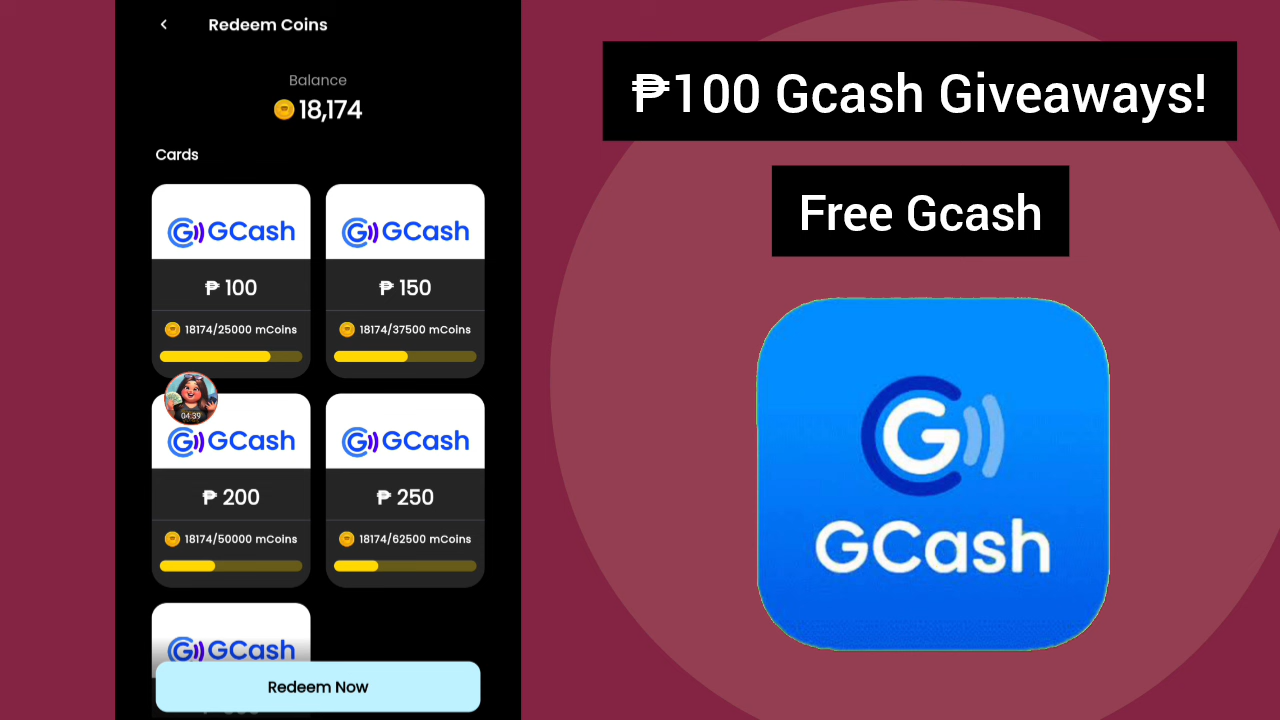 Redeem Coins
Balance
18,174
Cards
GCash
GCash
₱ 100
₱ 150
18174/25000 mCoins
18174/37500 mCoins
04:39
GCash
GCash
₱ 200
₱ 250
18174/50000 mCoins
18174/62500 mCoins
GCash
Redeem Now
₱100 Gcash Giveaways!
Free Gcash
G
GCash